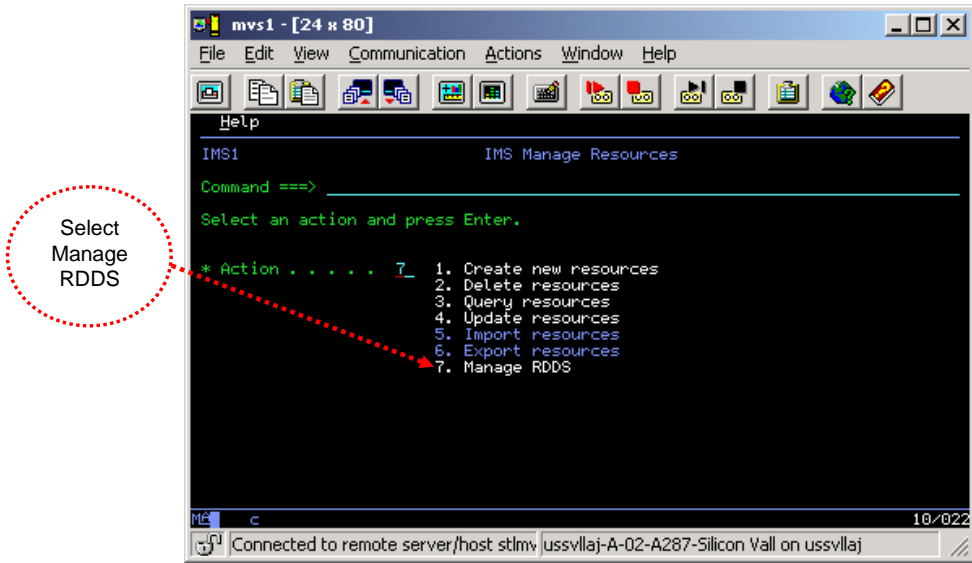 mvs1 - [24 x 80]
File Edit View Communication Actions Window Help
Help
IMS1 IMS Manage Resources
Command ===>
Select an action and press Enter.
Select
Manage
RDDS
* Action . . . . . 7_ 1. Create new resources
2. Delete resources
3. Query resources
4. Update resources
5. Import resources
6. Export resources
7. Manage RDDS
MA c 10/022
Connected to remote server/host stlmv ussvllaj-A-02-A287-Silicon Vall on ussvllaj